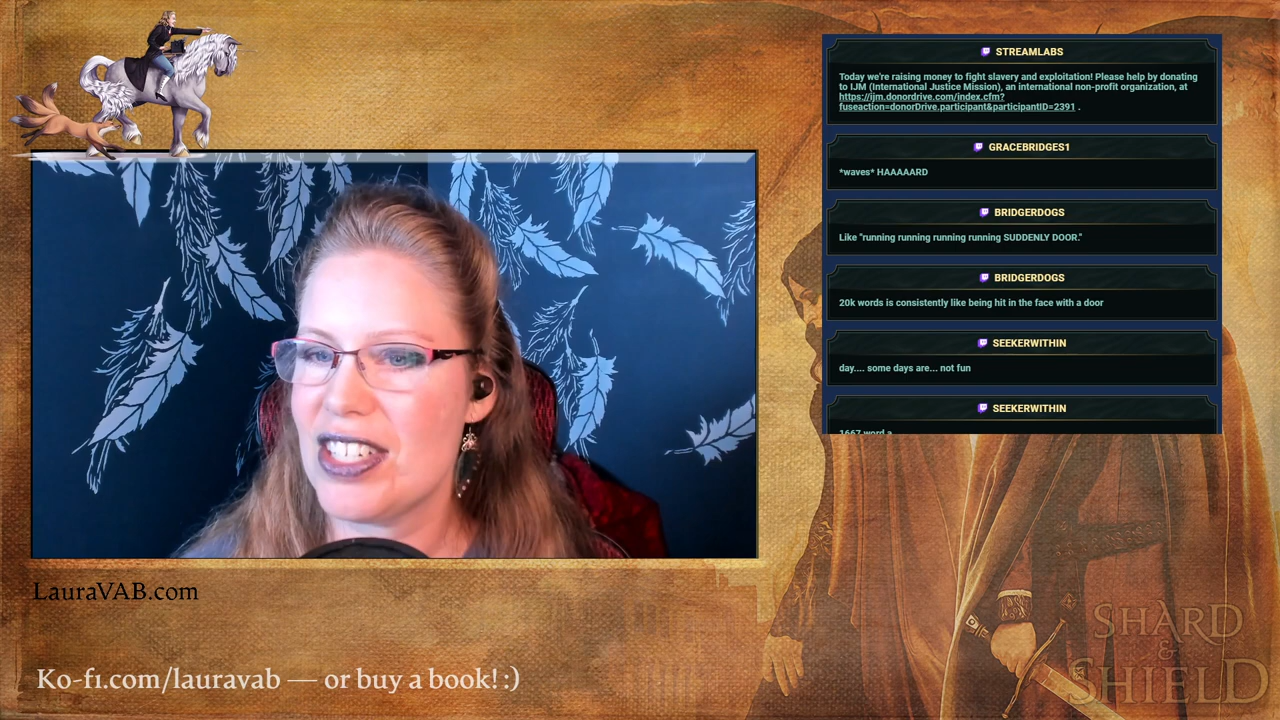 STREAMLABS
Today we're raising money to fight slavery and exploitation! Please help by donating
to IJM (International Justice Mission), an international non-profit organization, at
https://ijm.donordrive.com/index.cfm?
fuseaction=donorDrive.participant&participantID=2391 .
GRACEBRIDGES1
*waves* HAAAAARD
BRIDGERDOGS
Like "running running running running SUDDENLY DOOR."
BRIDGERDOGS
20k words is consistently like being hit in the face with a door
SEEKERWITHIN
day.... some days are... not fun
SEEKERWITHIN
1667 word a
LauraVAB.com
Ko-fi.com/lauravab — or buy a book! :)
SHARD
&
SHIELD